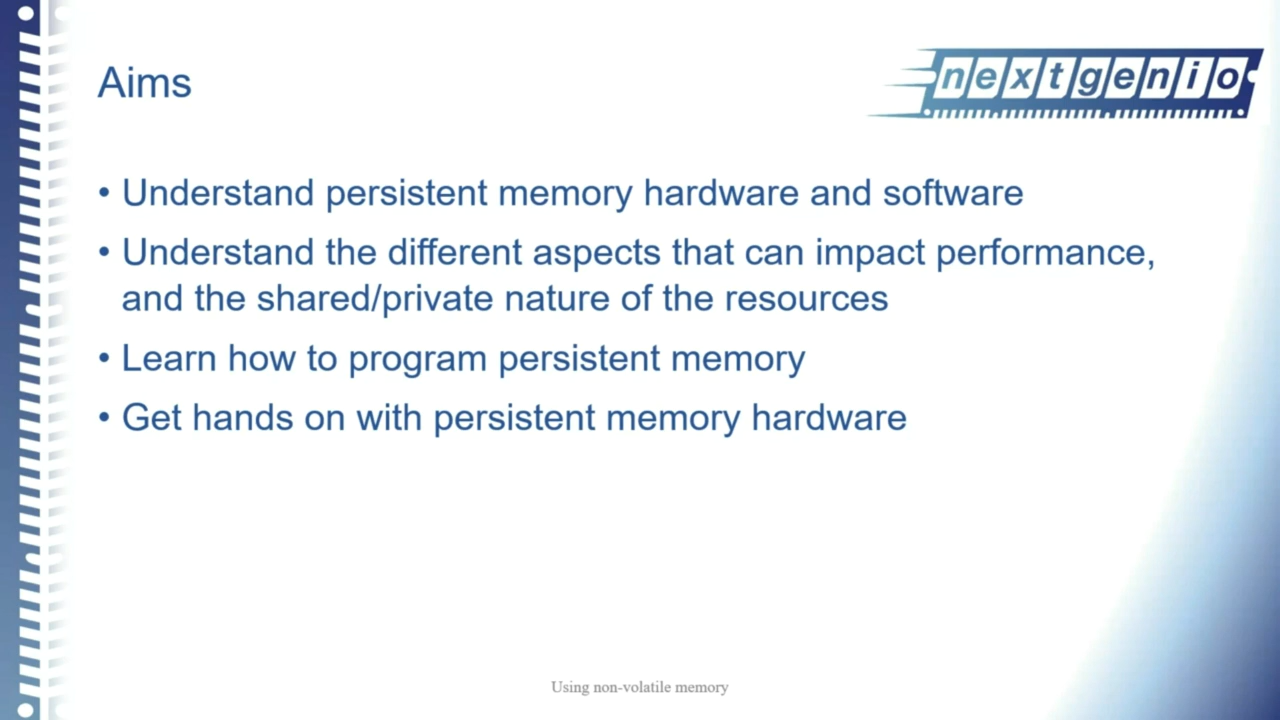 Aims
nextgenio
• Understand persistent memory hardware and software
• Understand the different aspects that can impact performance,
and the shared/private nature of the resources
• Learn how to program persistent memory
• Get hands on with persistent memory hardware
Using non-volatile memory